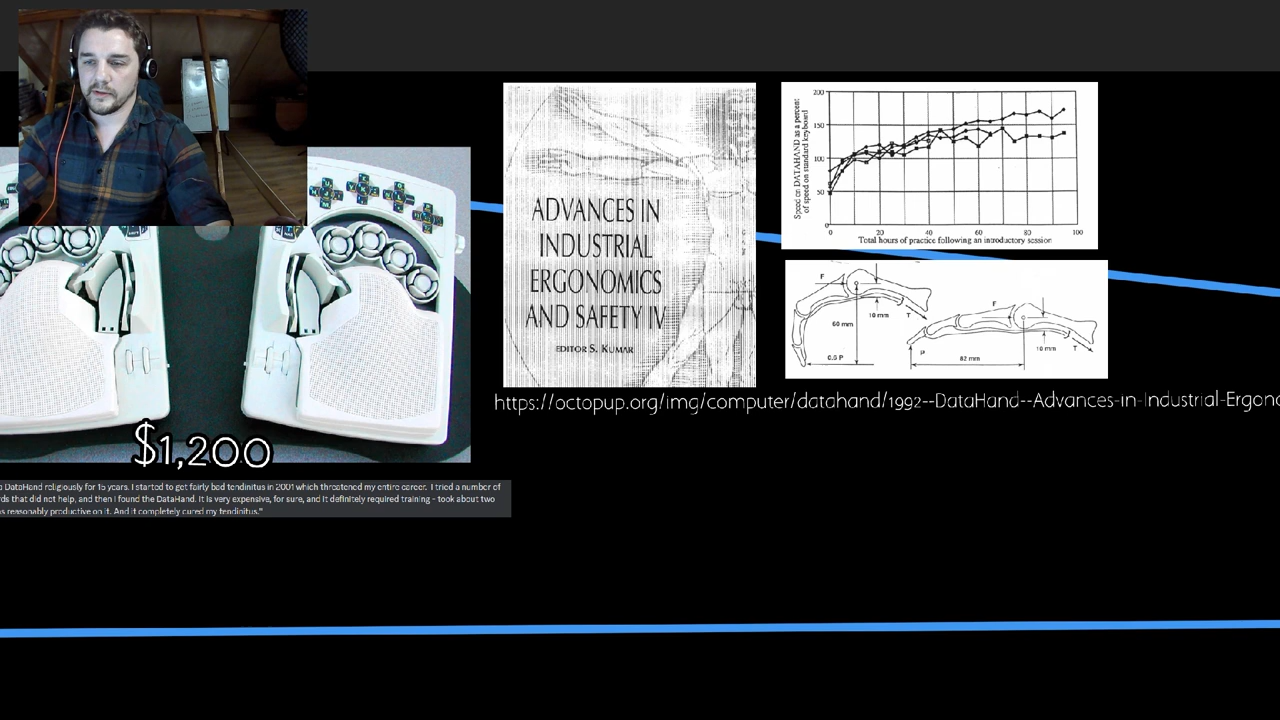 ADVANCES IN
INDUSTRIAL
ERGONOMICS
AND SAFETY IV
EDITOR S. KUMAR
Speed on DATAHAND as a percent
of speed on standard keyboard
200
150
100
50
0
0 20 40 60 80 100
Total hours of practice following an introductory session
F
60 mm
10 mm
T
0.6 P
F
P
82 mm
10 mm
T
https://octopup.org/img/computer/datahand/1992--DataHand--Advances-in-Industrial-Ergono
$1,200
DataHand religiously for 15 years. I started to get fairly bad tendinitus in 2001 which threatened my entire career. I tried a number of
rds that did not help, and then I found the DataHand. It is very expensive, for sure, and it definitely required training - took about two
s reasonably productive on it. And it completely cured my tendinitus."